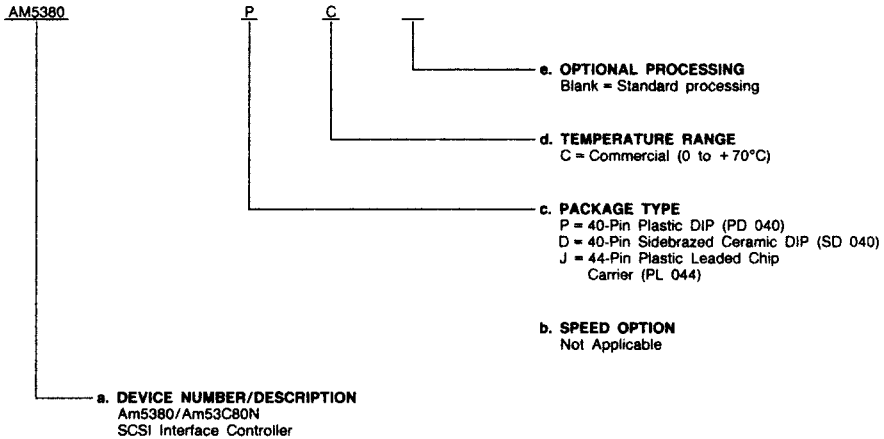 AM5380 P C
e. OPTIONAL PROCESSING
Blank = Standard processing
d. TEMPERATURE RANGE
C = Commercial (0 to +70°C)
c. PACKAGE TYPE
P = 40-Pin Plastic DIP (PD 040)
D = 40-Pin Sidebrazed Ceramic DIP (SD 040)
J = 44-Pin Plastic Leaded Chip
Carrier (PL 044)
b. SPEED OPTION
Not Applicable
a. DEVICE NUMBER/DESCRIPTION
Am5380/Am53C80N
SCSI Interface Controller